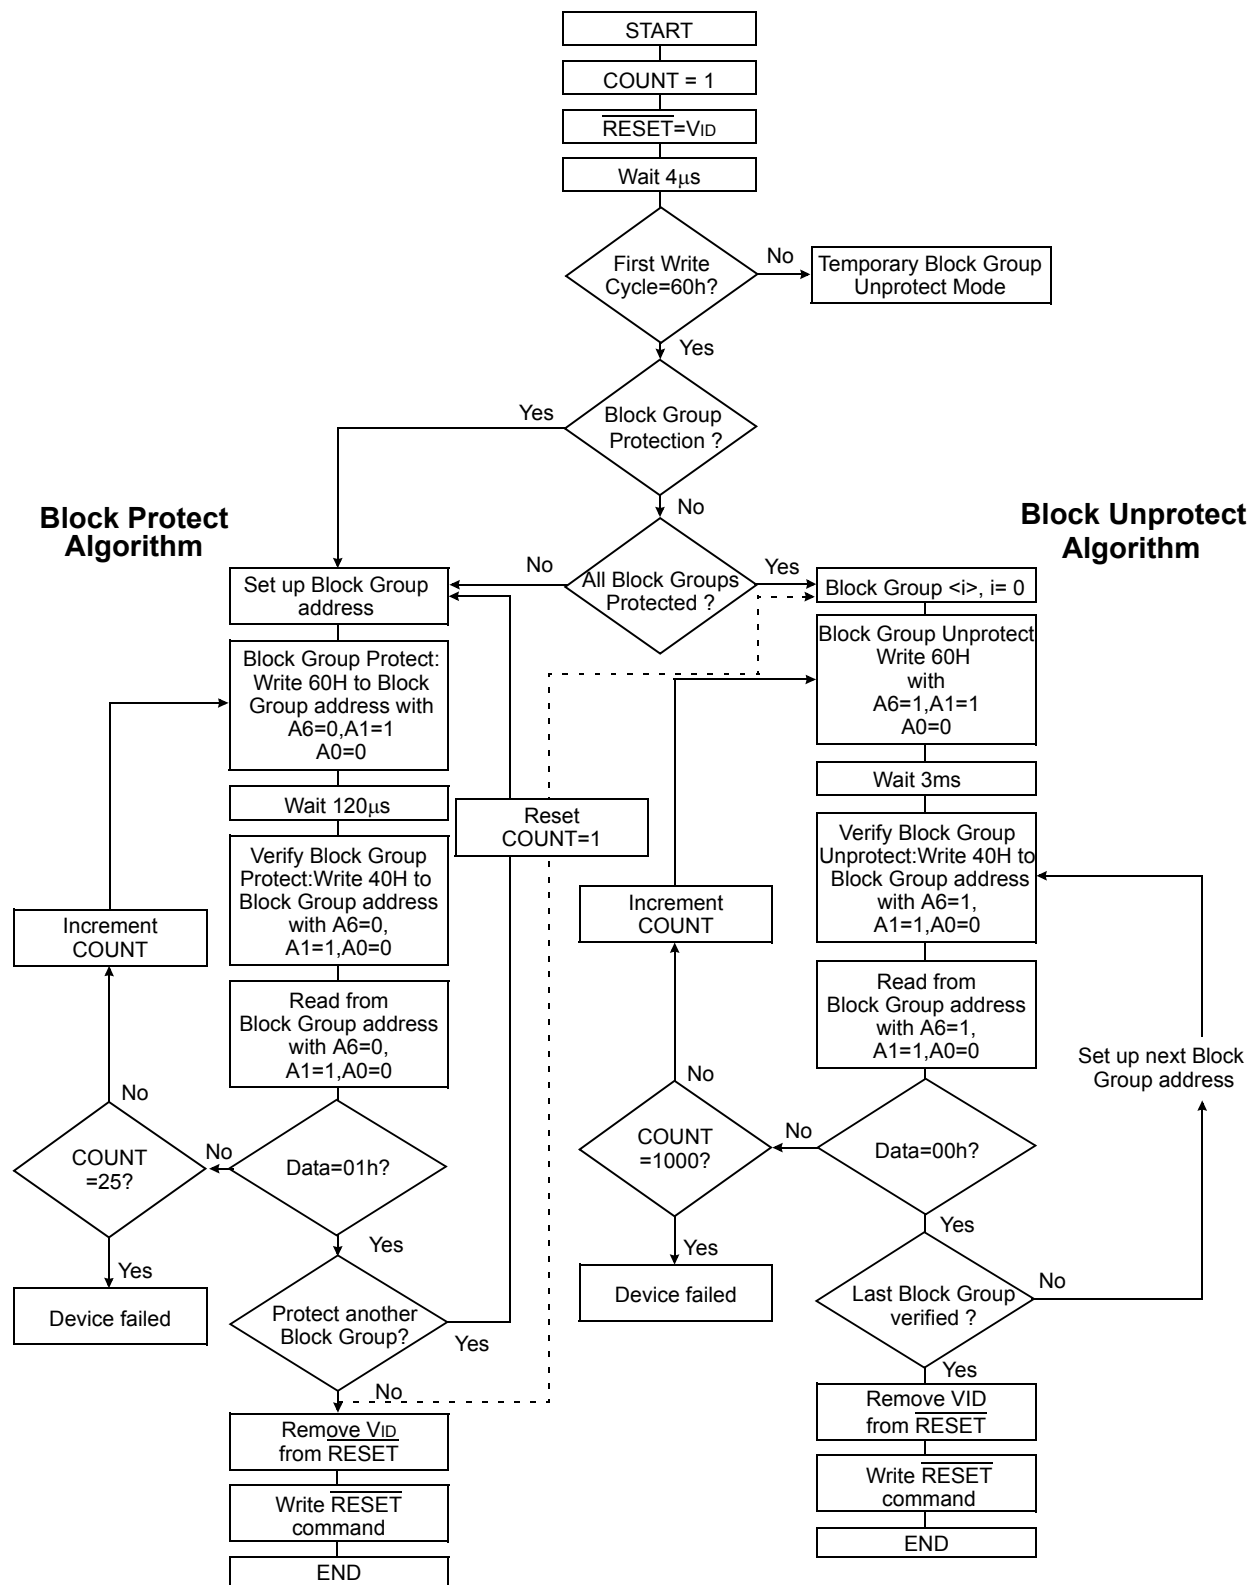 START
COUNT = 1
RESET=VID
Wait 4μs
First Write
Cycle=60h?
No
Temporary Block Group
Unprotect Mode
Yes
Block Group
Protection ?
Yes
No
Block Protect
Algorithm
Block Unprotect
Algorithm
All Block Groups
Protected ?
No
Yes
Set up Block Group
address
Block Group Protect:
Write 60H to Block
Group address with
A6=0,A1=1
A0=0
Wait 120μs
Reset
COUNT=1
Verify Block Group
Protect:Write 40H to
Block Group address
with A6=0,
A1=1,A0=0
Increment
COUNT
Read from
Block Group address
with A6=0,
A1=1,A0=0
No
COUNT
=25?
No
Data=01h?
Yes
Yes
Device failed
Protect another
Block Group?
Yes
No
Remove VID
from RESET
Write RESET
command
END
Block Group <i>, i= 0
Block Group Unprotect
Write 60H
with
A6=1,A1=1
A0=0
Wait 3ms
Verify Block Group
Unprotect:Write 40H to
Block Group address
with A6=1,
A1=1,A0=0
Increment
COUNT
Read from
Block Group address
with A6=1,
A1=1,A0=0
Set up next Block
Group address
No
COUNT
=1000?
No
Data=00h?
Yes
Yes
Device failed
Last Block Group
verified ?
No
Yes
Remove VID
from RESET
Write RESET
command
END